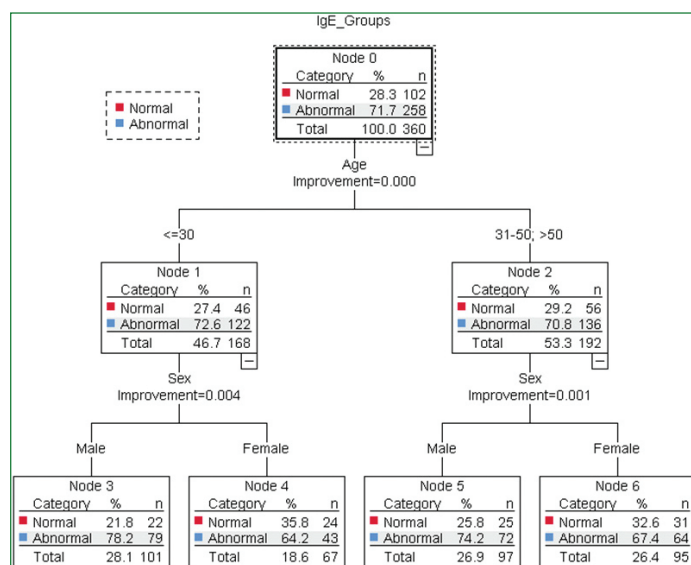 IgE_Groups
Normal
Abnormal
Node 0
Category % n
Normal 28.3 102
Abnormal 71.7 258
Total 100.0 360
Age
Improvement=0.000
<=30
31-50; >50
Node 1
Category % n
Normal 27.4 46
Abnormal 72.6 122
Total 46.7 168
Node 2
Category % n
Normal 29.2 56
Abnormal 70.8 136
Total 53.3 192
Sex
Improvement=0.004
Sex
Improvement=0.001
Male
Female
Male
Female
Node 3
Category % n
Normal 21.8 22
Abnormal 78.2 79
Total 28.1 101
Node 4
Category % n
Normal 35.8 24
Abnormal 64.2 43
Total 18.6 67
Node 5
Category % n
Normal 25.8 25
Abnormal 74.2 72
Total 26.9 97
Node 6
Category % n
Normal 32.6 31
Abnormal 67.4 64
Total 26.4 95